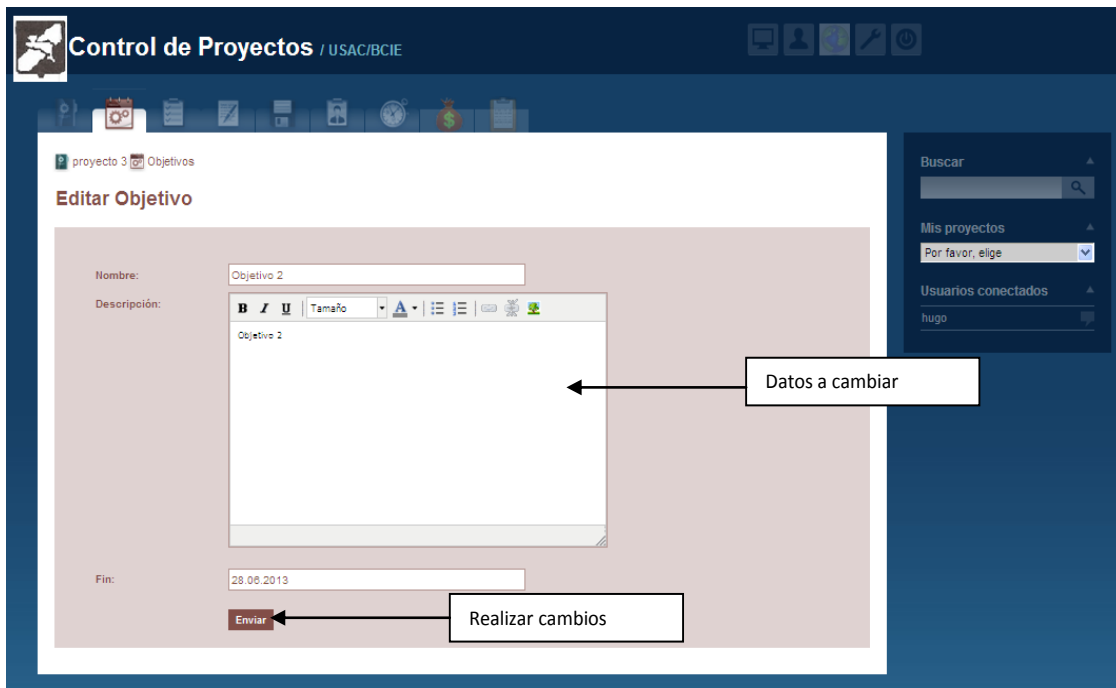 Control de Proyectos / USAC/BCIE
proyecto 3 Objetivos
Editar Objetivo
Nombre:
Objetivo 2
Descripción:
B I U Tamaño A
Objetivo 2
Datos a cambiar
Fin:
28.06.2013
Enviar
Realizar cambios
Buscar
Mis proyectos
Por favor, elige
Usuarios conectados
hugo